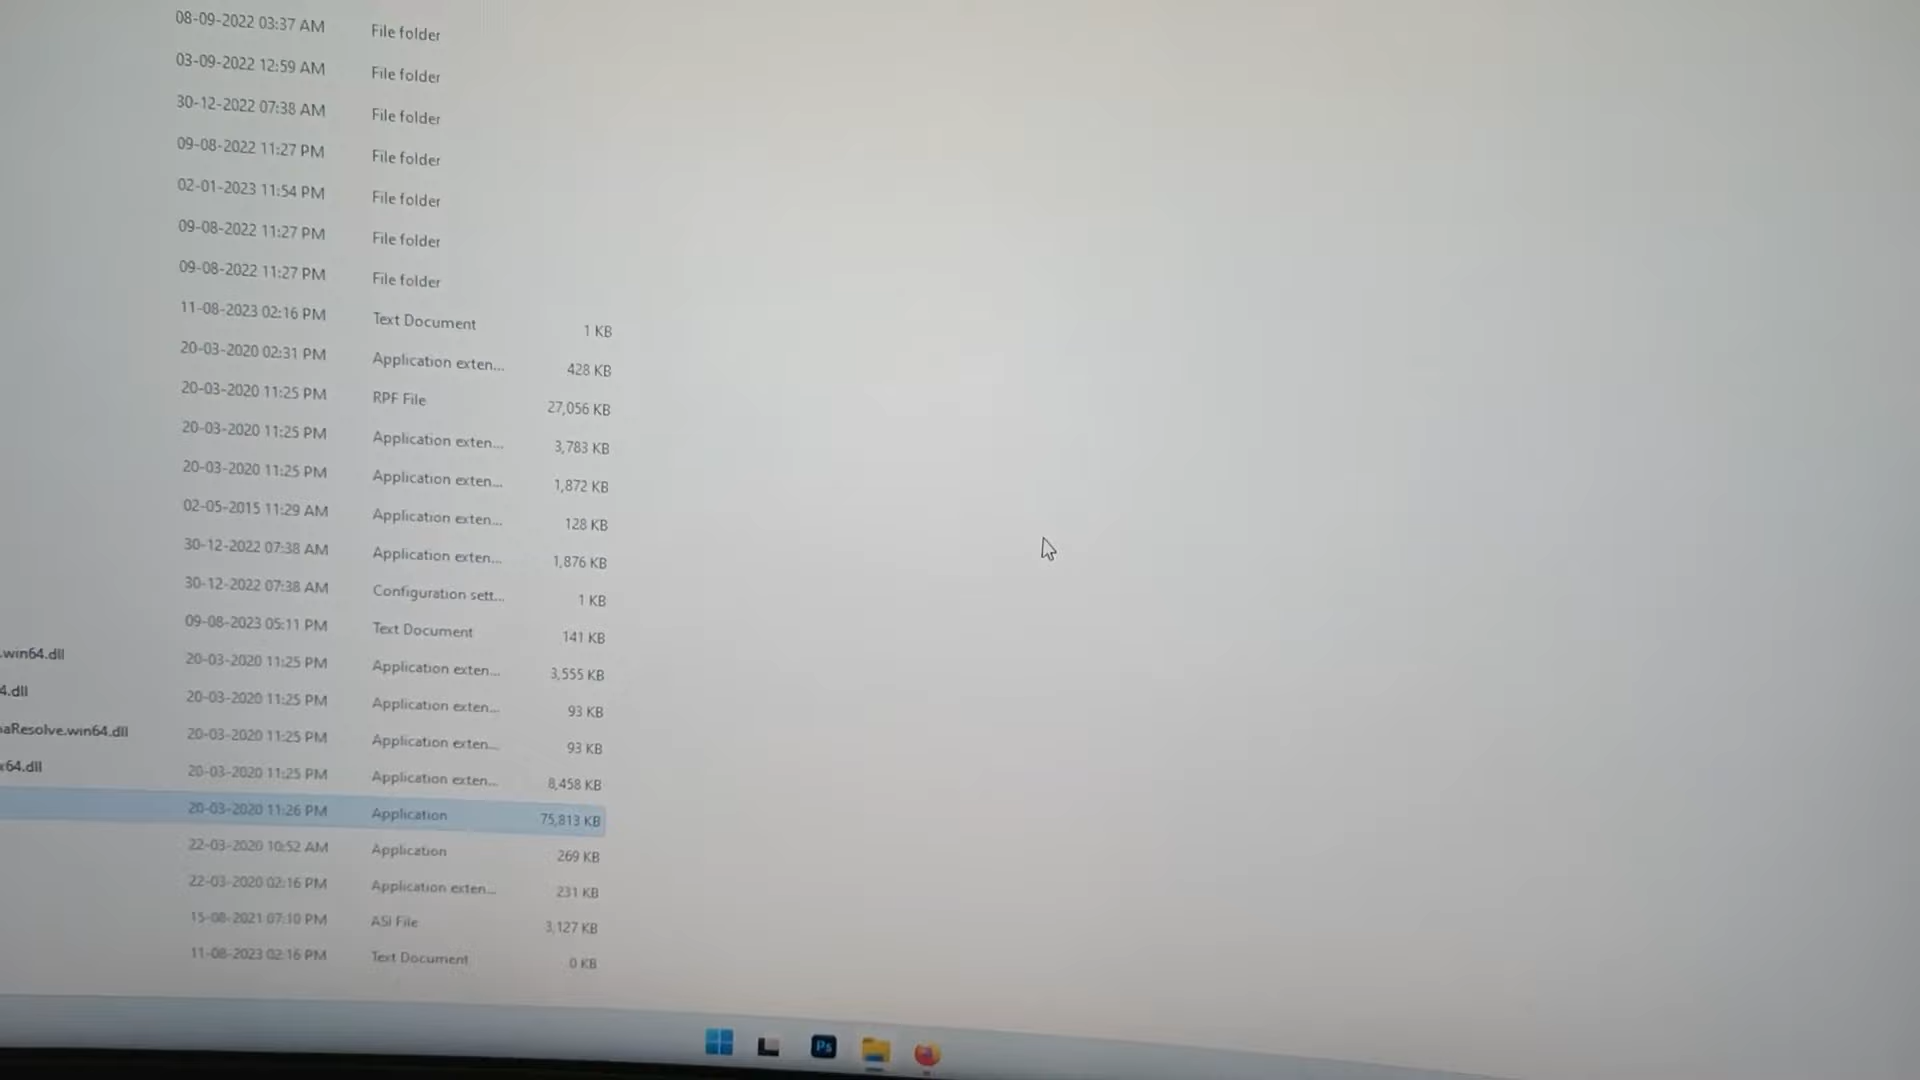 08-09-2022 03:37 AM File folder
03-09-2022 12:59 AM File folder
30-12-2022 07:38 AM File folder
09-08-2022 11:27 PM File folder
02-01-2023 11:54 PM File folder
09-08-2022 11:27 PM File folder
09-08-2022 11:27 PM File folder
11-08-2023 02:16 PM Text Document 1 KB
20-03-2020 02:31 PM Application exten... 428 KB
20-03-2020 11:25 PM RPF File 27,056 KB
20-03-2020 11:25 PM Application exten... 3,783 KB
20-03-2020 11:25 PM Application exten... 1,872 KB
02-05-2015 11:29 AM Application exten... 128 KB
30-12-2022 07:38 AM Application exten... 1,876 KB
30-12-2022 07:38 AM Configuration sett... 1 KB
09-08-2023 05:11 PM Text Document 141 KB
.win64.dll 20-03-2020 11:25 PM Application exten... 3,555 KB
4.dll 20-03-2020 11:25 PM Application exten... 93 KB
aResolve.win64.dll 20-03-2020 11:25 PM Application exten... 93 KB
x64.dll 20-03-2020 11:25 PM Application exten... 8,458 KB
20-03-2020 11:26 PM Application 75,813 KB
22-03-2020 10:52 AM Application 269 KB
22-03-2020 02:16 PM Application exten... 231 KB
15-08-2021 07:10 PM ASI File 3,127 KB
11-08-2023 02:16 PM Text Document 0 KB
Ps